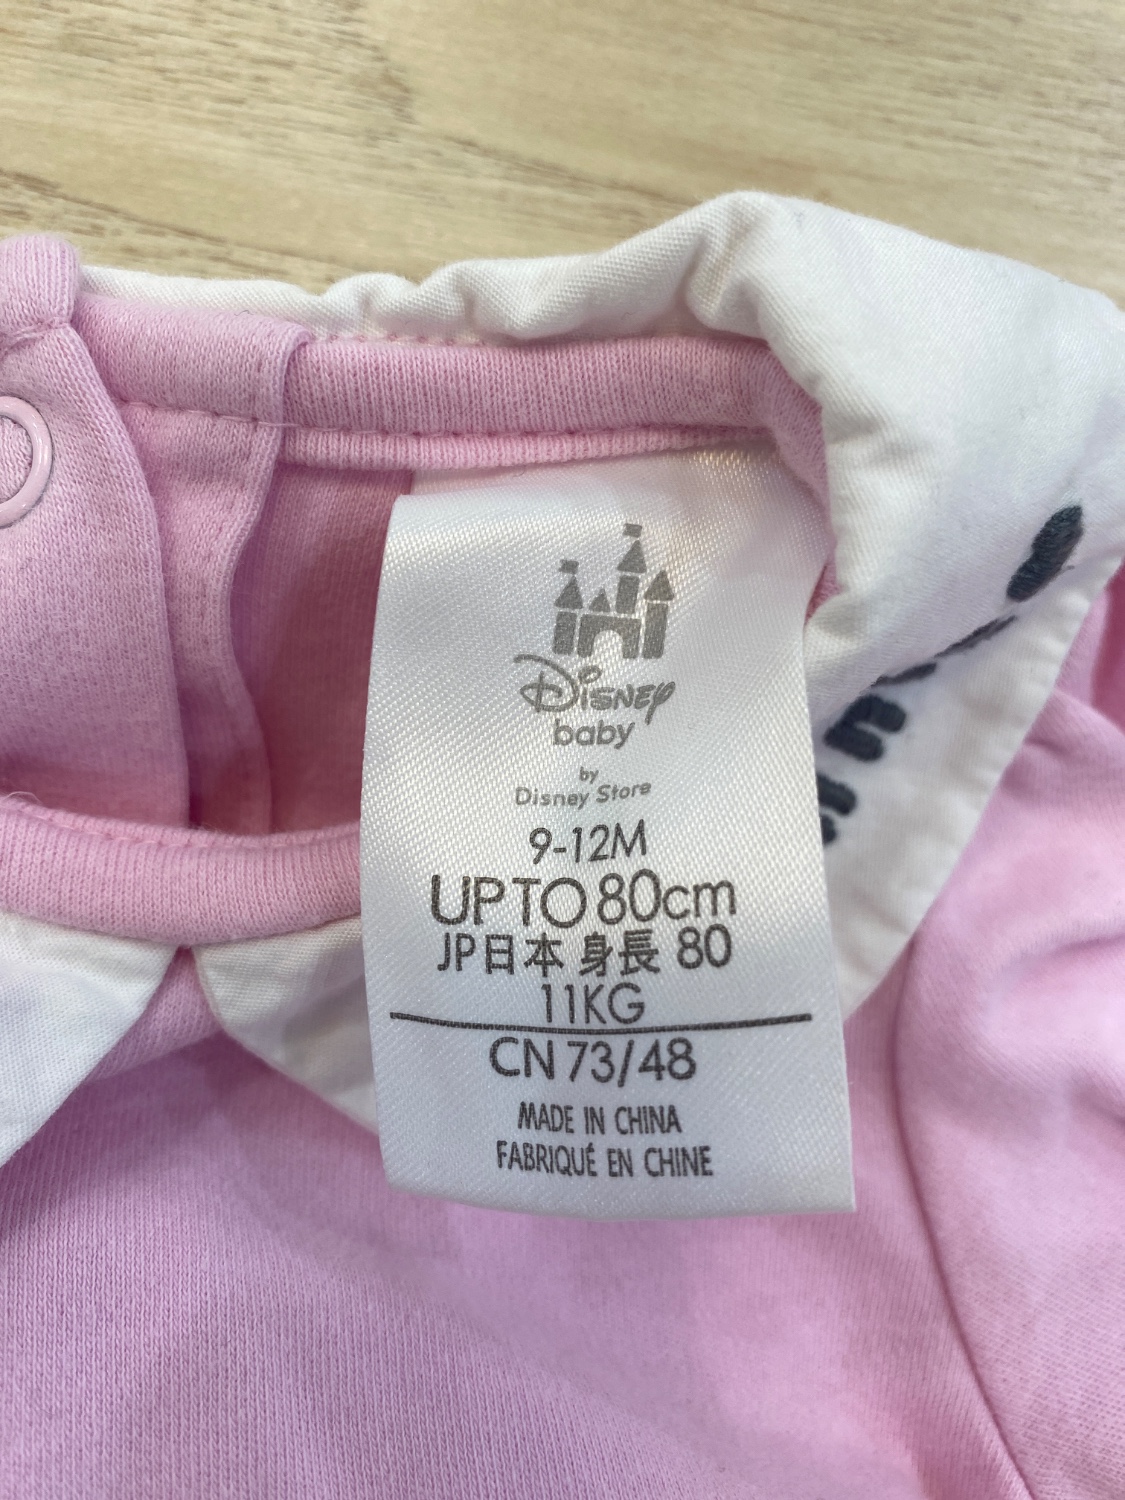 Disney
baby
by
Disney Store
9-12M
UP TO 80cm
JP日本 身長 80
11KG
CN 73/48
MADE IN CHINA
FABRIQUÉ EN CHINE